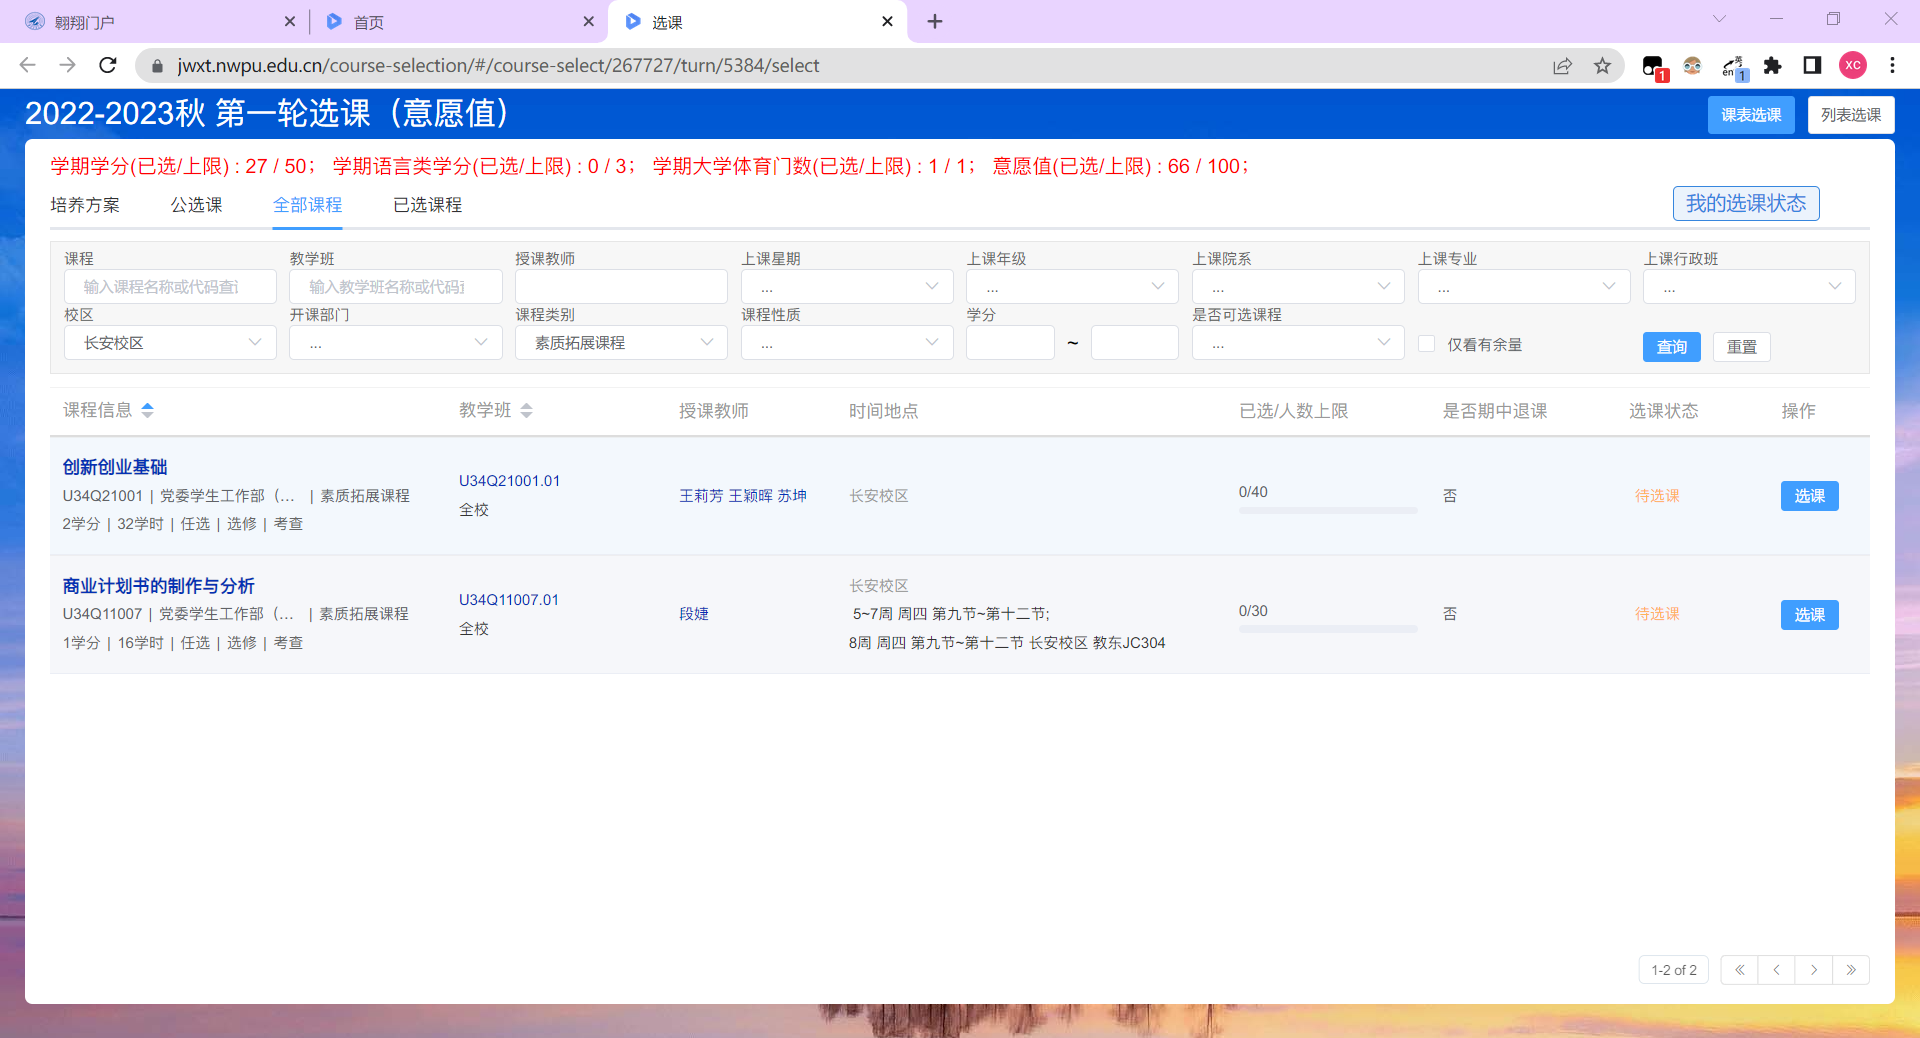 翱翔门户
首页
选课
jwxt.nwpu.edu.cn/course-selection/#/course-select/267727/turn/5384/select
1
en 英 1
XC
2022-2023秋 第一轮选课（意愿值）
课表选课
列表选课
学期学分(已选/上限) : 27 / 50； 学期语言类学分(已选/上限) : 0 / 3； 学期大学体育门数(已选/上限) : 1 / 1； 意愿值(已选/上限) : 66 / 100；
培养方案 公选课 全部课程 已选课程
我的选课状态
课程 教学班 授课教师 上课星期 上课年级 上课院系 上课专业 上课行政班
输入课程名称或代码查 输入教学班名称或代码 ... ... ... ... ...
校区 开课部门 课程类别 课程性质 学分 是否可选课程
长安校区 ... 素质拓展课程 ... ~ ... 仅看有余量 查询 重置
课程信息 教学班 授课教师 时间地点 已选/人数上限 是否期中退课 选课状态 操作
创新创业基础
U34Q21001 | 党委学生工作部（... | 素质拓展课程
2学分 | 32学时 | 任选 | 选修 | 考查
U34Q21001.01
全校
王莉芳 王颖晖 苏坤
长安校区
0/40
否
待选课
选课
商业计划书的制作与分析
U34Q11007 | 党委学生工作部（... | 素质拓展课程
1学分 | 16学时 | 任选 | 选修 | 考查
U34Q11007.01
全校
段婕
长安校区
5~7周 周四 第九节~第十二节;
8周 周四 第九节~第十二节 长安校区 教东JC304
0/30
否
待选课
选课
1-2 of 2